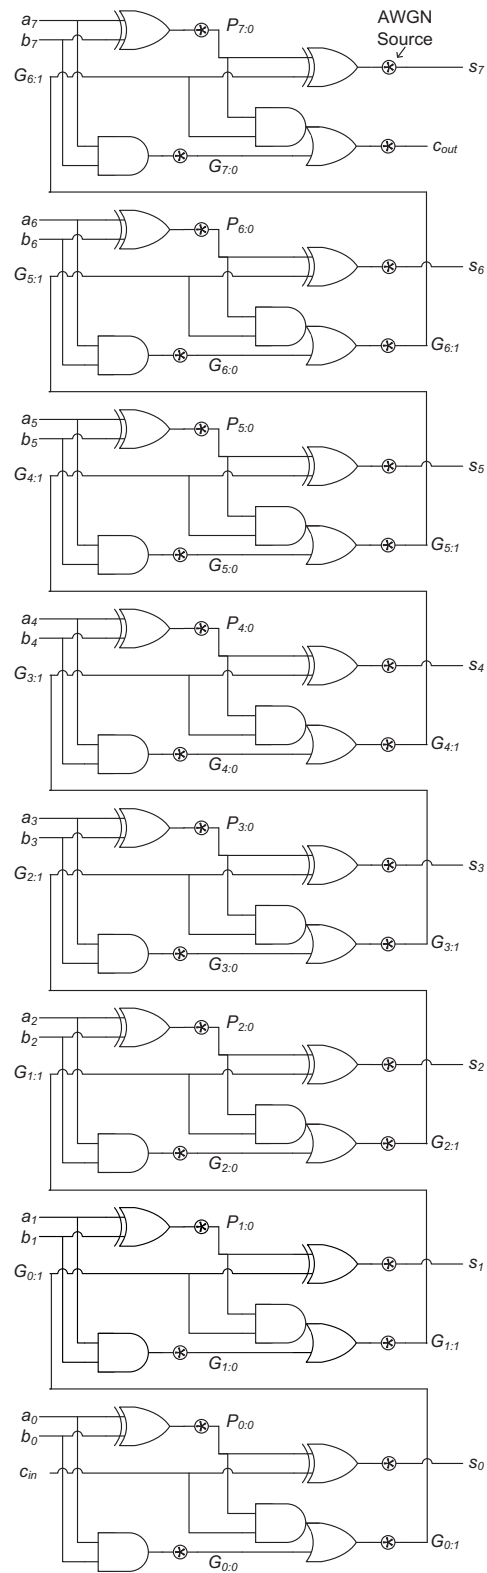 AWGN
Source
a7
P7:0
b7
G6:1
s7
cout
G7:0
a6
P6:0
b6
G5:1
s6
G6:1
G6:0
a5
P5:0
b5
G4:1
s5
G5:1
G5:0
a4
P4:0
b4
G3:1
s4
G4:1
G4:0
a3
P3:0
b3
G2:1
s3
G3:1
G3:0
a2
P2:0
b2
G1:1
s2
G2:1
G2:0
a1
P1:0
b1
G0:1
s1
G1:1
G1:0
a0
P0:0
b0
cin
s0
G0:1
G0:0